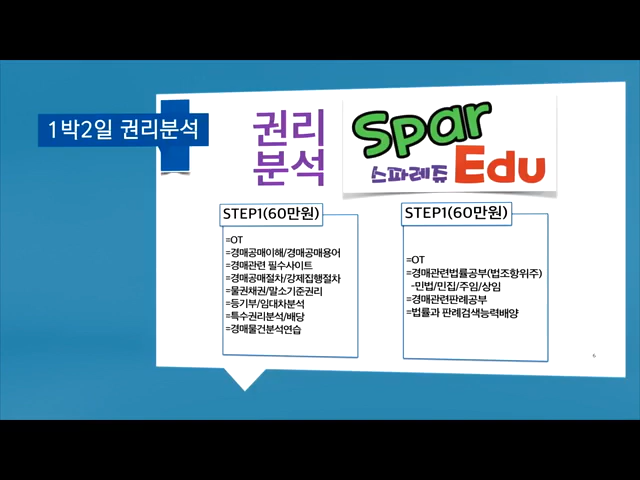 1박2일 권리분석
권리
분석
Spar
스파레쥬 Edu
STEP1(60만원)
=OT
=경매공매이해/경매공매용어
=경매관련 필수사이트
=경매공매절차/강제집행절차
=물권채권/말소기준권리
=등기부/임대차분석
=특수권리분석/배당
=경매물건분석연습
STEP1(60만원)
=OT
=경매관련법률공부(법조항위주)
-민법/민집/주임/상임
=경매관련판례공부
=법률과 판례검색능력배양
6